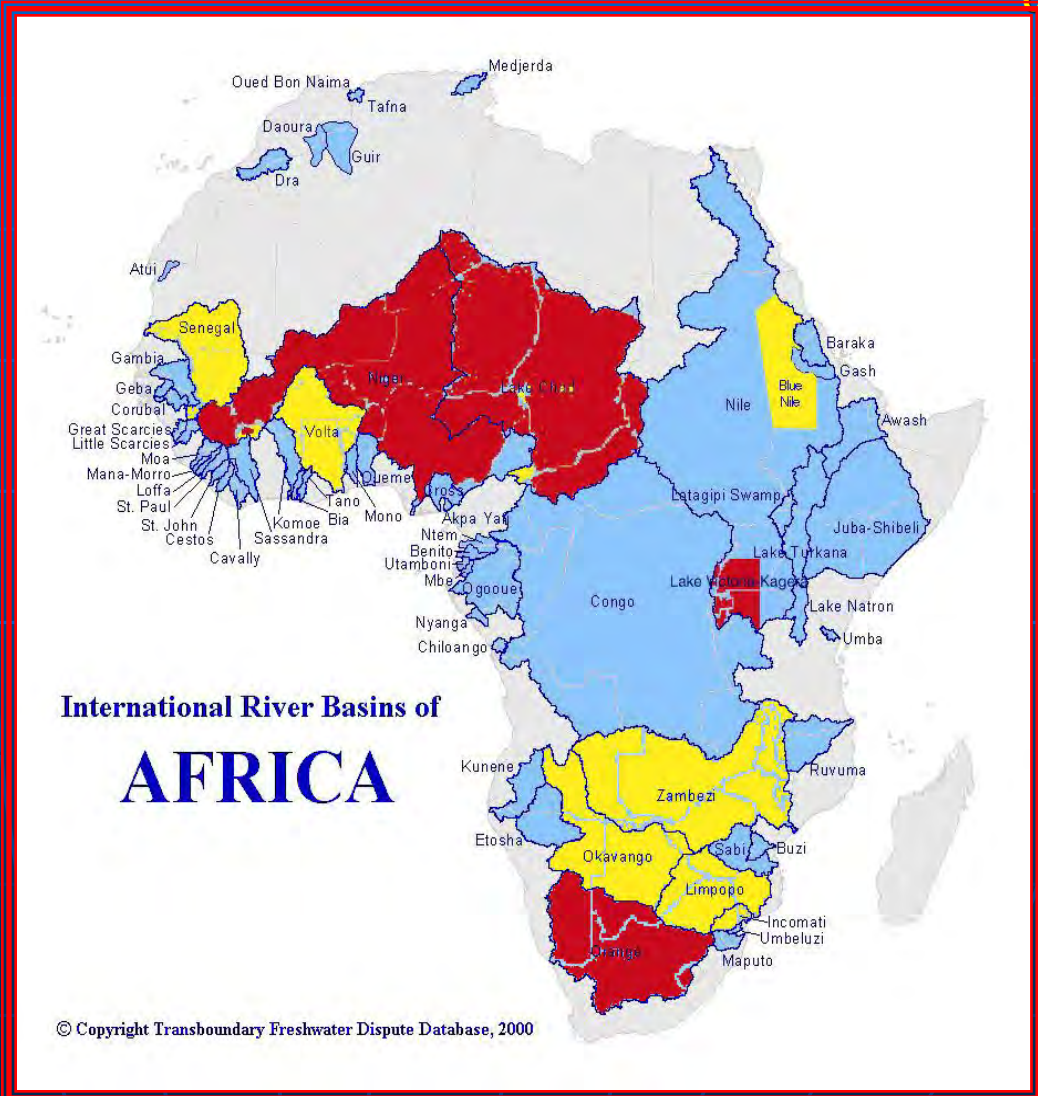 Medjerda
Oued Bon Naima
Tafna
Daoura
Guir
Dra
Atui
Senegal
Gambia
Geba
Corubal
Great Scarcies
Little Scarcies
Moa
Mana-Morro
Loffa
St. Paul
St. John
Cestos
Cavally
Sassandra
Komoe
Bia
Tano
Mono
Volta
Oueme
Niger
Lake Chad
Cross
Akpa Yafi
Ntem
Benito
Utamboni
Mbe
Ogooue
Nyanga
Chiloango
Congo
Nile
Blue
Nile
Baraka
Gash
Awash
Lotagipi Swamp
Juba-Shibeli
Lake Turkana
Lake Victoria-Kagera
Lake Natron
Umba
International River Basins of
AFRICA
Kunene
Zambezi
Ruvuma
Etosha
Okavango
Sabi
Buzi
Limpopo
Incomati
Umbeluzi
Maputo
Orange
© Copyright Transboundary Freshwater Dispute Database, 2000